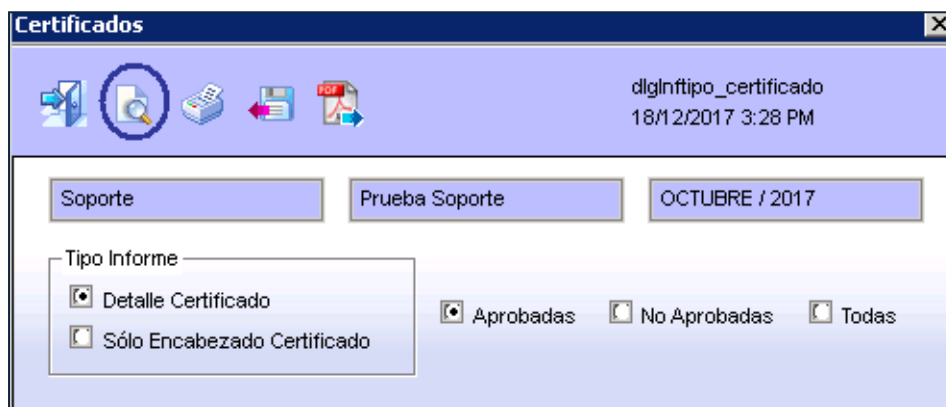 Certificados
PDF
dlgInftipo_certificado
18/12/2017 3:28 PM
Soporte
Prueba Soporte
OCTUBRE / 2017
Tipo Informe
Detalle Certificado
Sólo Encabezado Certificado
Aprobadas
No Aprobadas
Todas